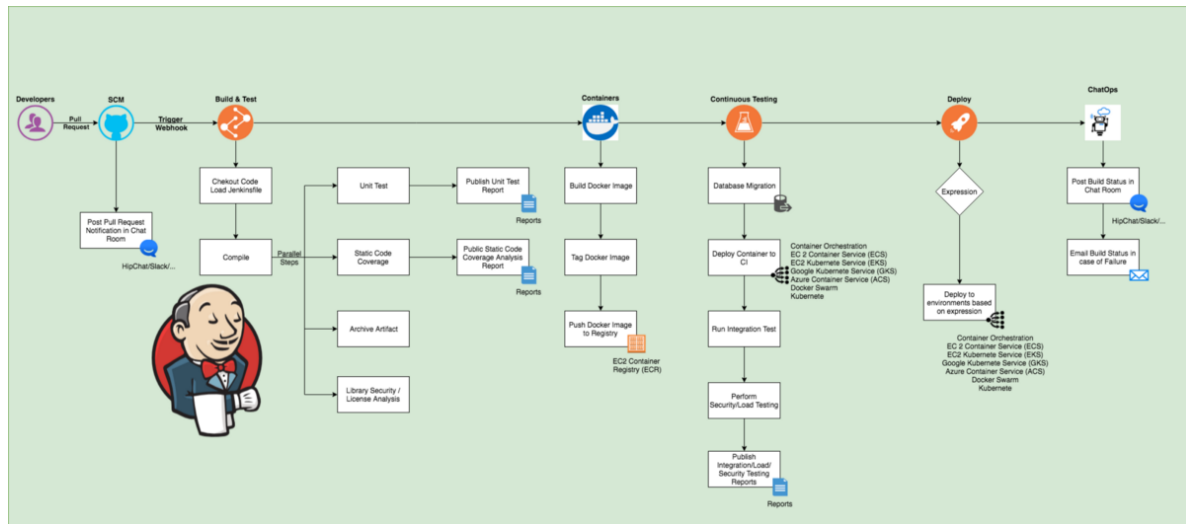 Developers
Pull
Request
SCM
Trigger
Webhook
Build & Test
Containers
Continuous Testing
Deploy
ChatOps
Post Pull Request
Notification in Chat
Room
HipChat/Slack/...
Chekout Code
Load Jenkinsfile
Compile
Parallel
Steps
Unit Test
Publish Unit Test
Report
Reports
Static Code
Coverage
Public Static Code
Coverage Analysis
Report
Reports
Archive Artifact
Library Security /
License Analysis
Build Docker Image
Tag Docker Image
Push Docker Image
to Registry
EC2 Container
Registry (ECR)
Database Migration
Deploy Container to
CI
Container Orchestration
EC 2 Container Service (ECS)
EC2 Kubernete Service (EKS)
Google Kubernete Service (GKS)
Azure Container Service (ACS)
Docker Swarm
Kubernete
Run Integration Test
Perform
Security/Load Testing
Publish
Integration/Load/
Security Testing
Reports
Reports
Expression
Deploy to
environments based
on expression
Container Orchestration
EC 2 Container Service (ECS)
EC2 Kubernete Service (EKS)
Google Kubernete Service (GKS)
Azure Container Service (ACS)
Docker Swarm
Kubernete
Post Build Status in
Chat Room
HipChat/Slack/...
Email Build Status in
case of Failure